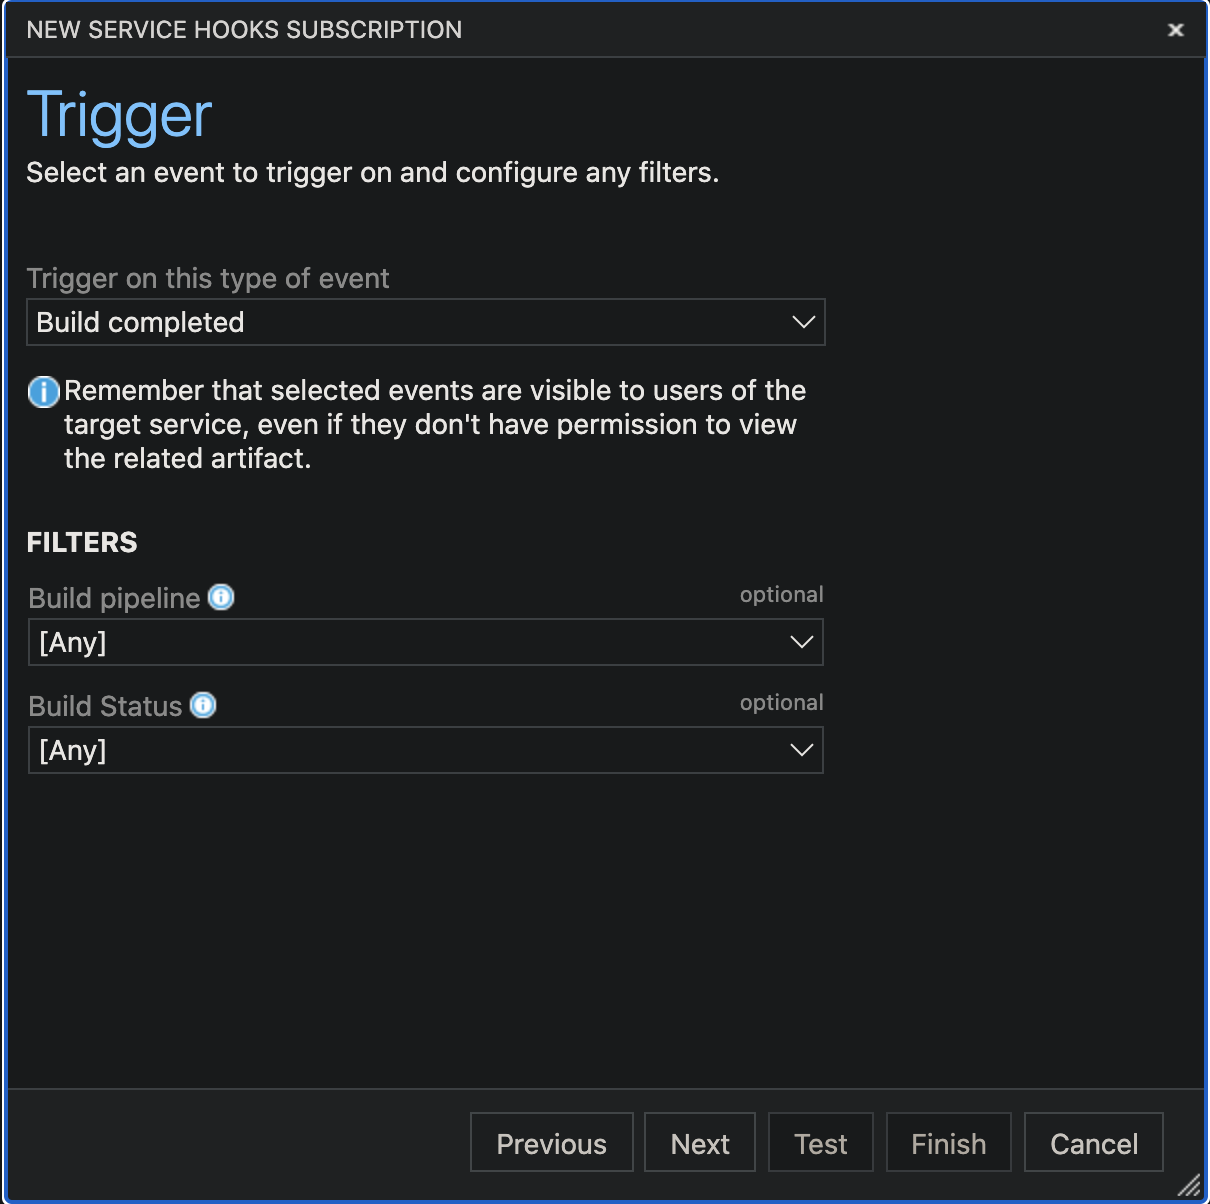 NEW SERVICE HOOKS SUBSCRIPTION
Trigger
Select an event to trigger on and configure any filters.
Trigger on this type of event
Build completed
Remember that selected events are visible to users of the
target service, even if they don't have permission to view
the related artifact.
FILTERS
Build pipeline optional
[Any]
Build Status optional
[Any]
Previous Next Test Finish Cancel